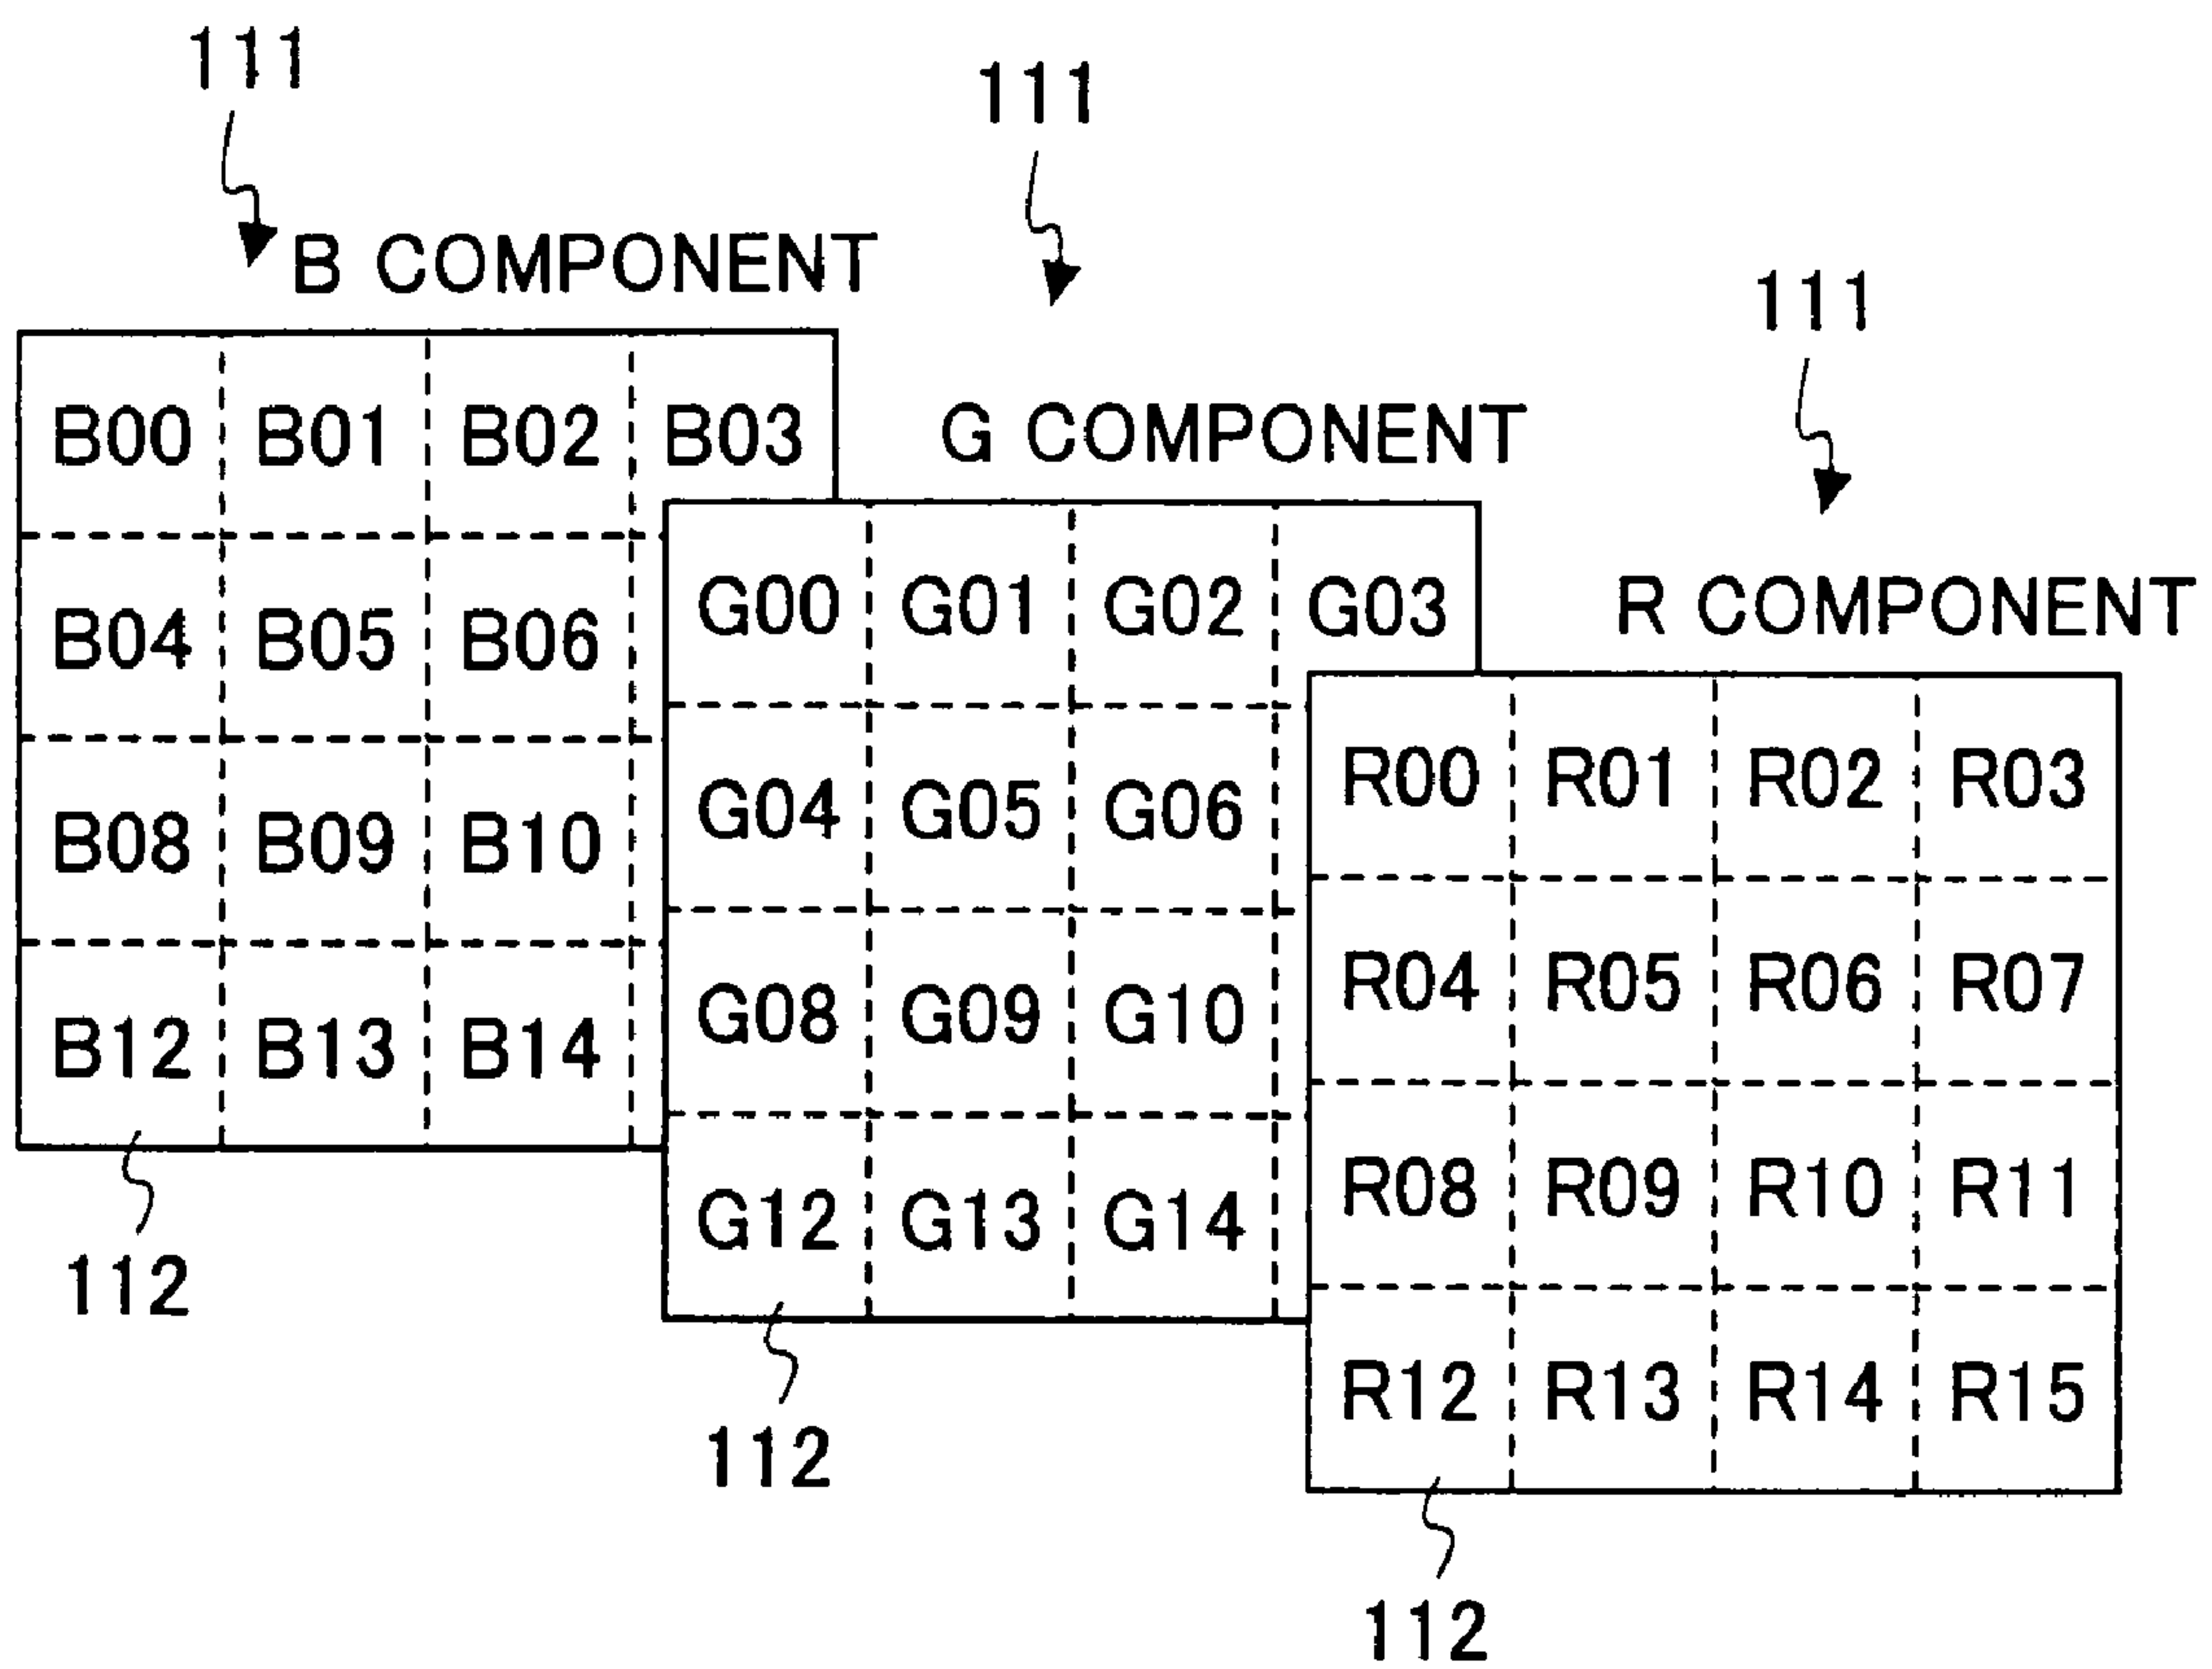 111
111
B COMPONENT
111
B00 B01 B02 B03
G COMPONENT
G00 G01 G02 G03
R COMPONENT
B04 B05 B06
R00 R01 R02 R03
G04 G05 G06
B08 B09 B10
R04 R05 R06 R07
G08 G09 G10
B12 B13 B14
R08 R09 R10 R11
G12 G13 G14
112
R12 R13 R14 R15
112
112